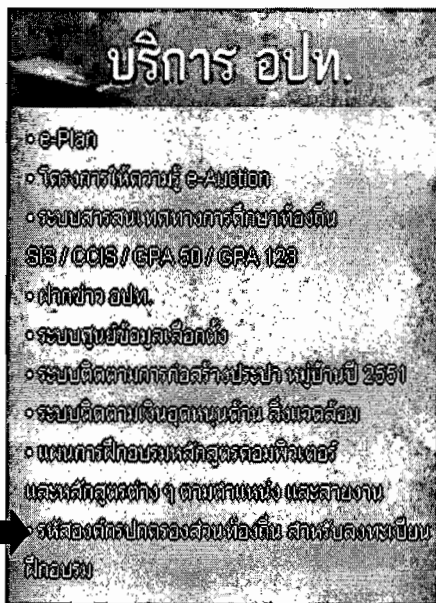 บริการ อปท.
• e-Plan
• โครงการให้ความรู้ e-Auction
• ระบบสารสนเทศทางการศึกษาท้องถิ่น
SIS / CCIS / GPA 50 / GPA 128
• ฝากข่าว อปท.
• ระบบศูนย์ข้อมูลเลือกตั้ง
• ระบบติดตามการก่อสร้างประปา หมู่บ้านปี 2551
• ระบบติดตามเงินอุดหนุนด้าน สิ่งแวดล้อม
• แผนการฝึกอบรมหลักสูตรคอมพิวเตอร์
และหลักสูตรต่าง ๆ ตามตำแหน่ง และสายงาน
• รหัสองค์กรปกครองส่วนท้องถิ่น สำหรับลงทะเบียน
ฝึกอบรม